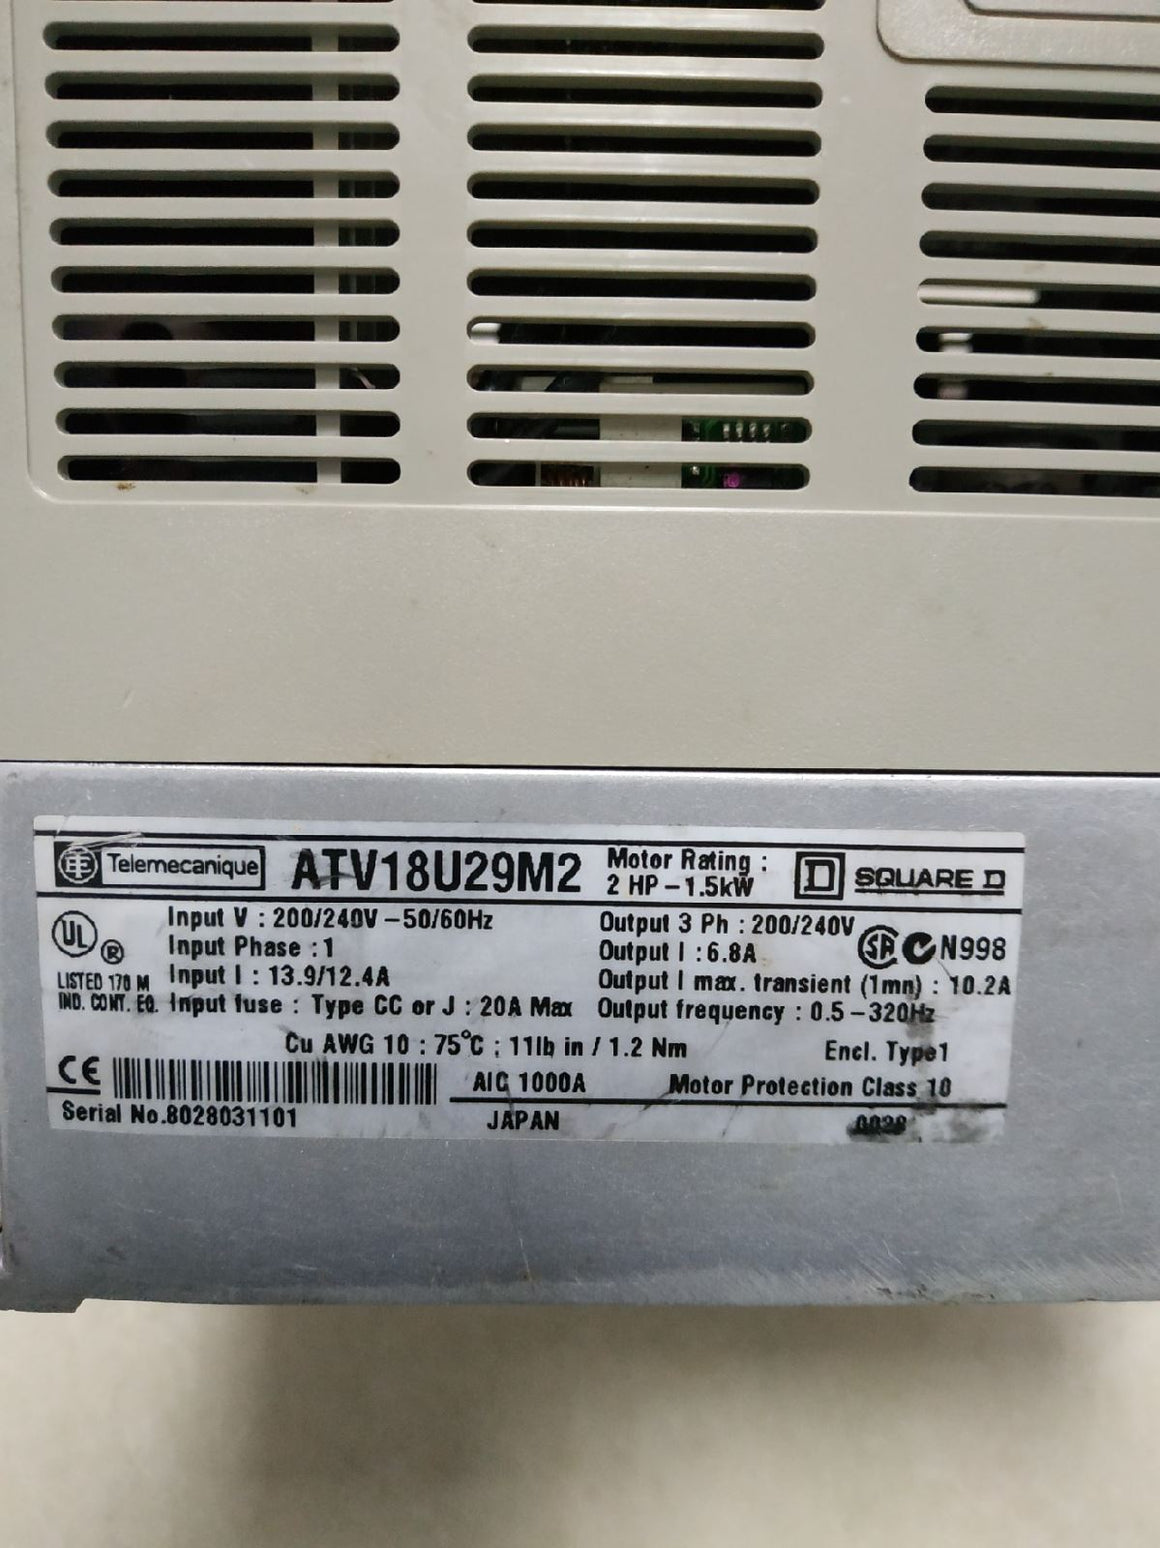 Telemecanique ATV18U29M2 Motor Rating : SQUARE D
2 HP – 1.5kW
UL ® Input V : 200/240V – 50/60Hz Output 3 Ph : 200/240V
Input Phase : 1 Output I : 6.8A N998
LISTED 170 M Input I : 13.9/12.4A Output I max. transient (1mn) : 10.2A
IND. CONT. EQ. Input fuse : Type CC or J : 20A Max Output frequency : 0.5 – 320Hz
Cu AWG 10 : 75°C ; 11lb in / 1.2 Nm Encl. Type1
CE AIC 1000A Motor Protection Class 10
Serial No.8028031101 JAPAN